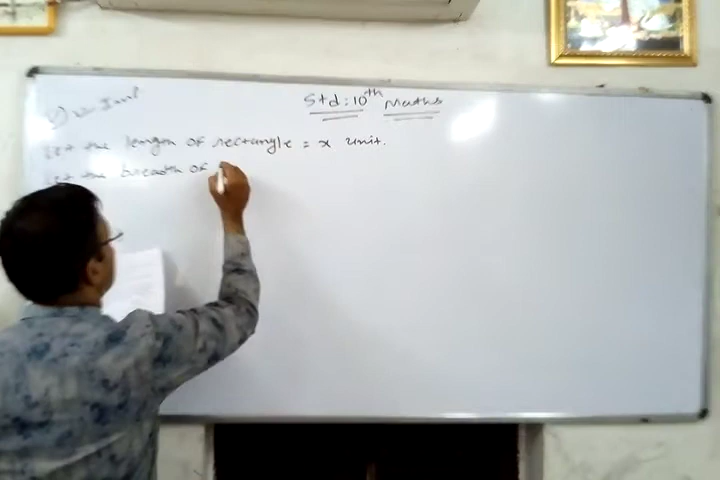 Std: 10th Maths
Let the length of rectangle = x unit.
Let the breadth of